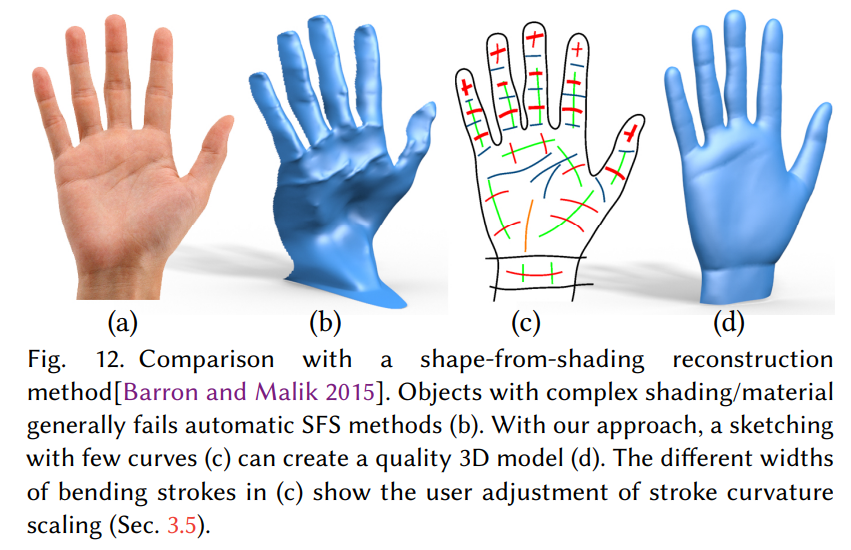 (a) (b) (c) (d)
Fig. 12. Comparison with a shape-from-shading reconstruction
method[Barron and Malik 2015]. Objects with complex shading/material
generally fails automatic SFS methods (b). With our approach, a sketching
with few curves (c) can create a quality 3D model (d). The different widths
of bending strokes in (c) show the user adjustment of stroke curvature
scaling (Sec. 3.5).